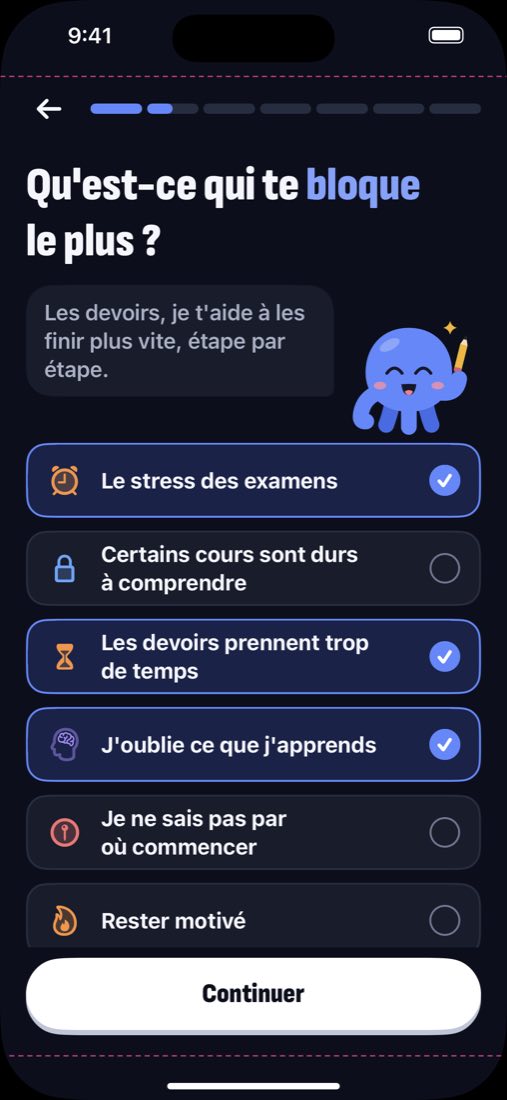 9:41
Qu'est-ce qui te bloque
le plus ?
Les devoirs, je t'aide à les
finir plus vite, étape par
étape.
Le stress des examens
Certains cours sont durs
à comprendre
Les devoirs prennent trop
de temps
J'oublie ce que j'apprends
Je ne sais pas par
où commencer
Rester motivé
Continuer